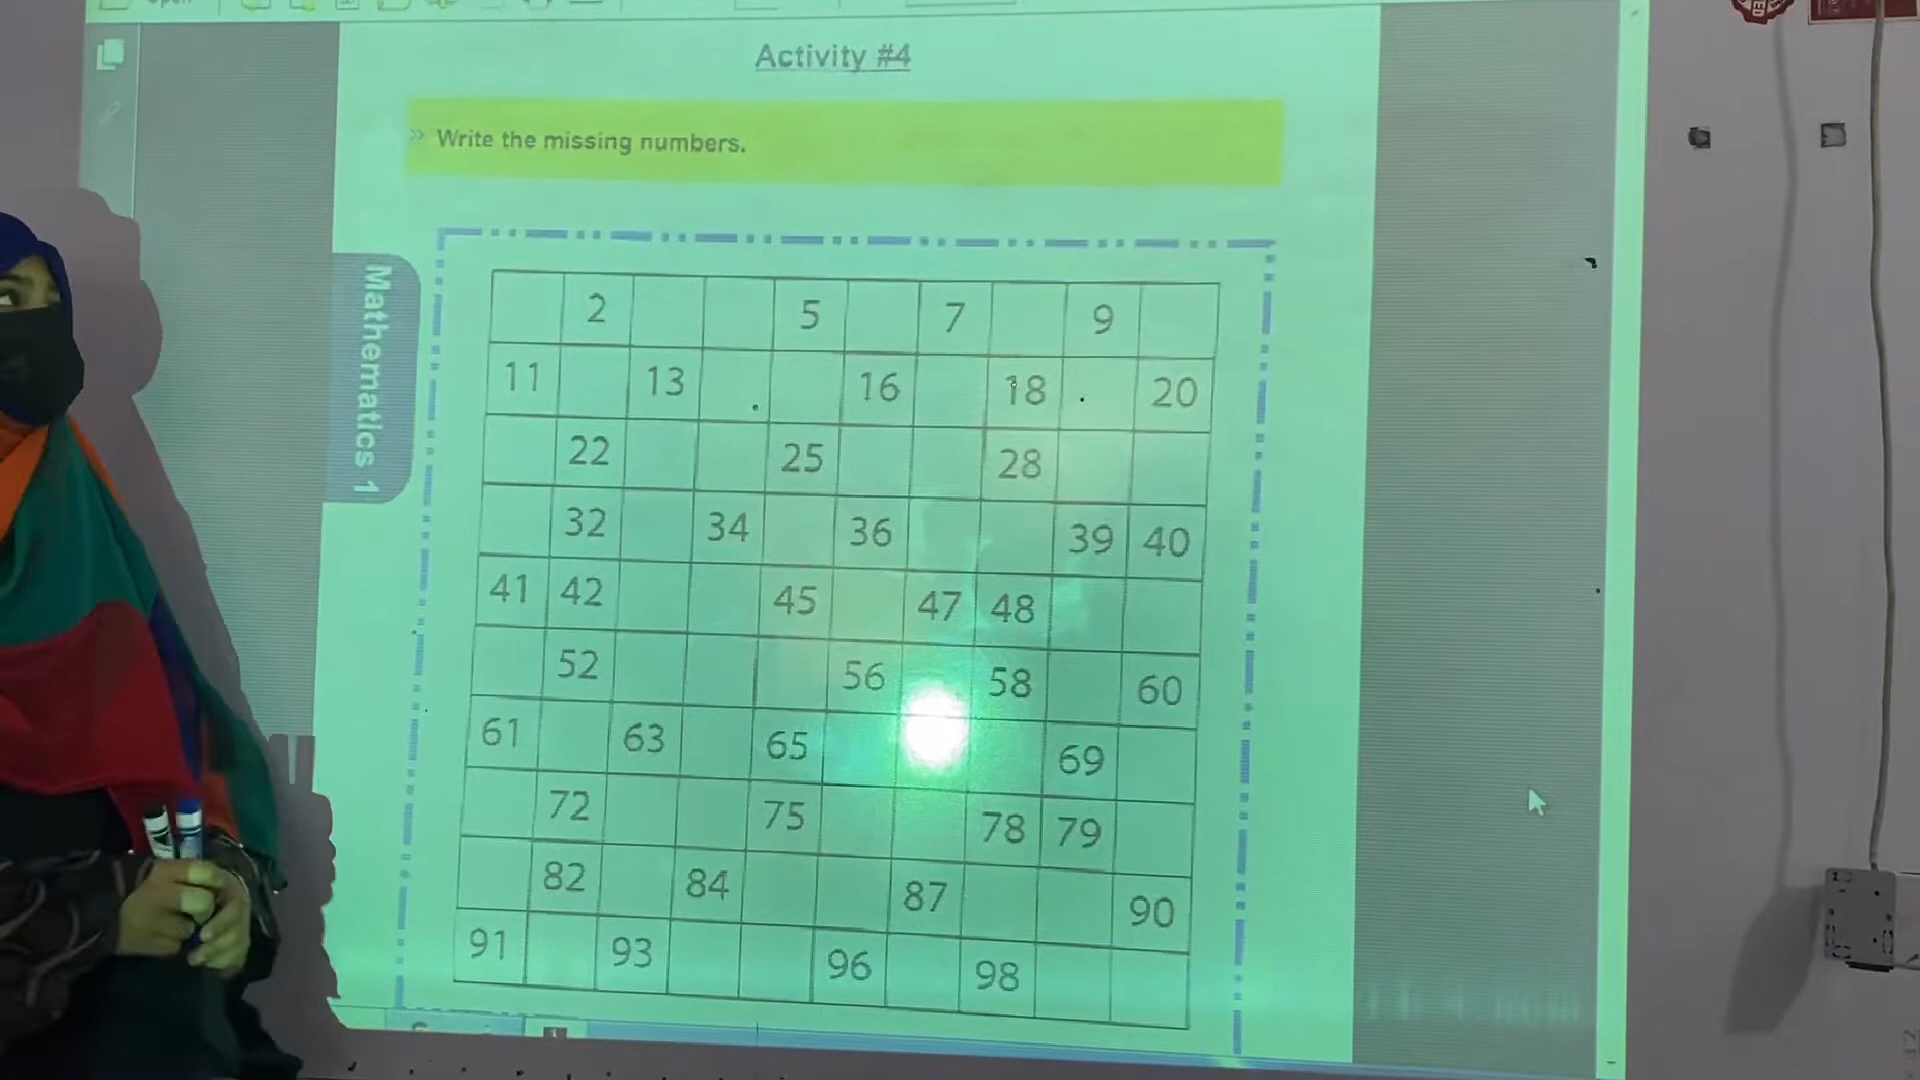 Activity #4
» Write the missing numbers.
Mathematics 1
2 5 7 9
11 13 16 18 20
22 25 28
32 34 36 39 40
41 42 45 47 48
52 56 58 60
61 63 65 69
72 75 78 79
82 84 87 90
91 93 96 98